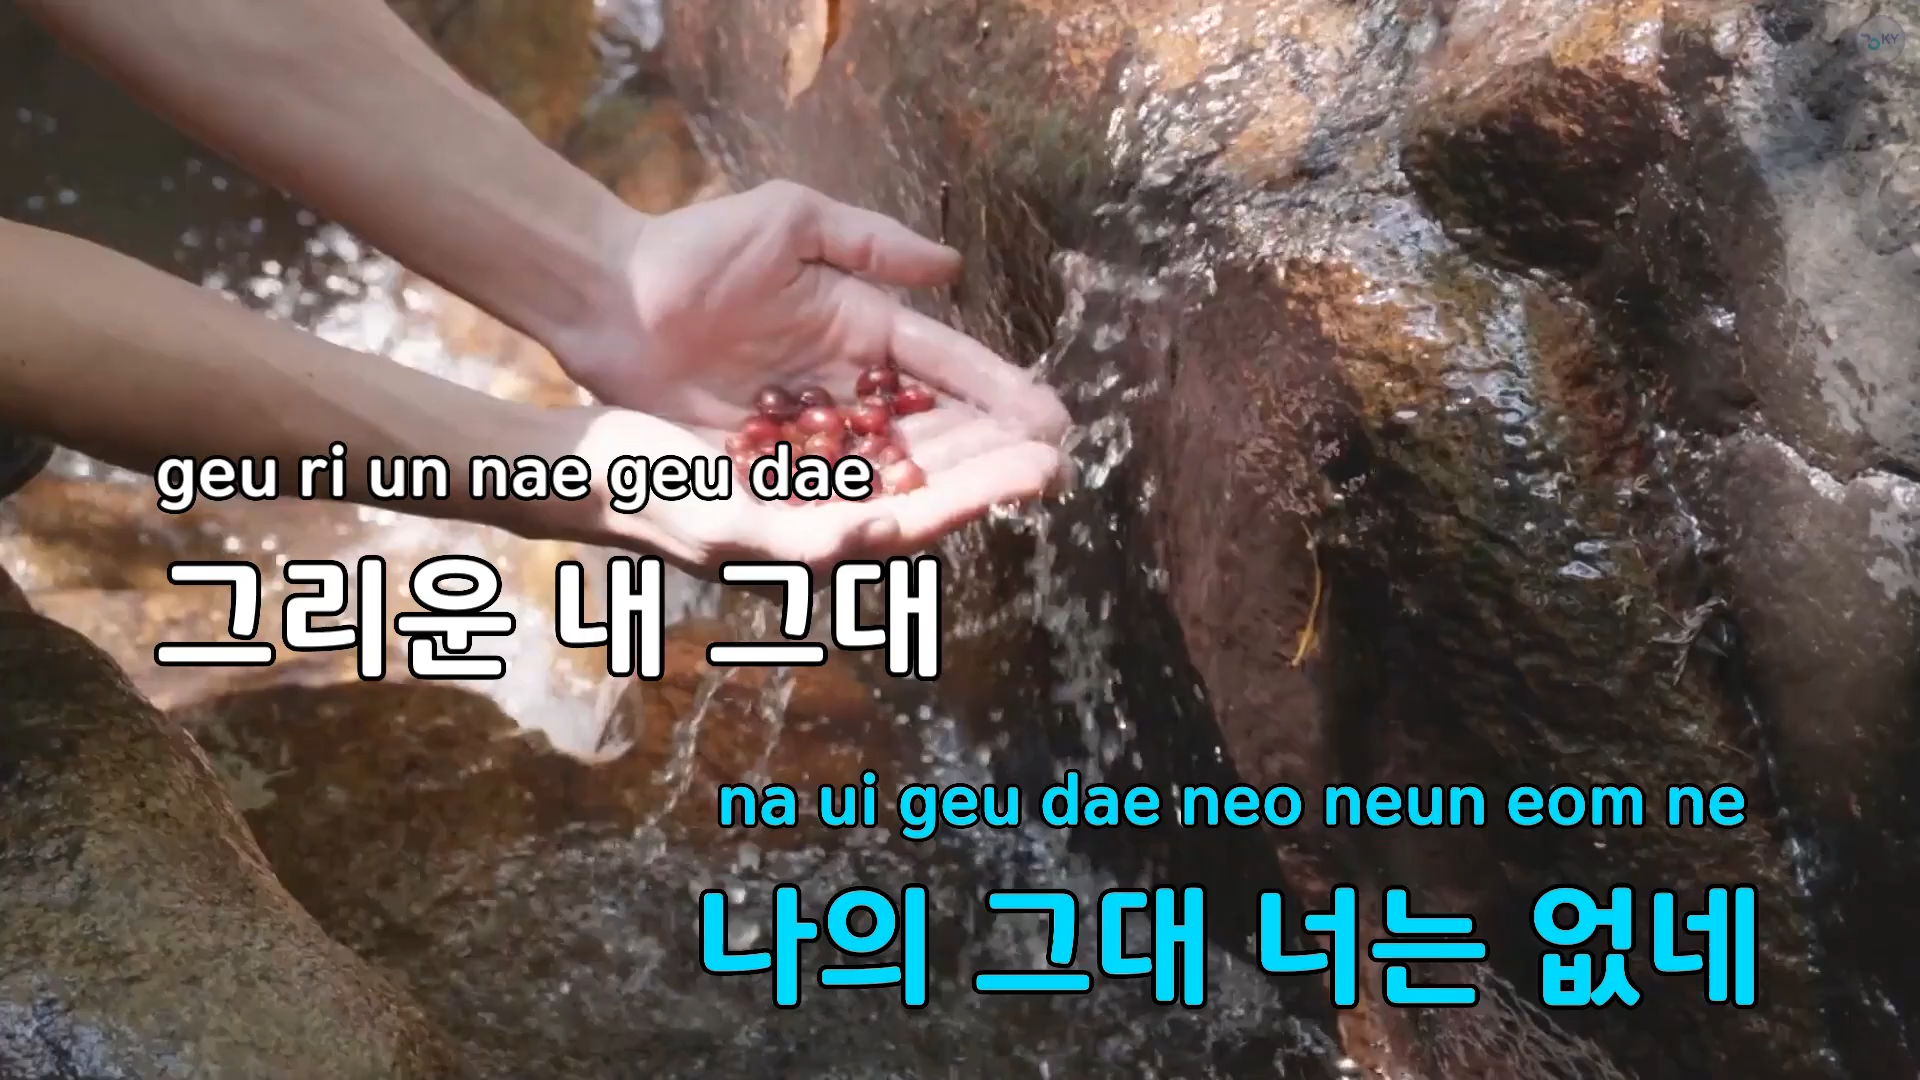 geu ri un nae geu dae
그리운 내 그대
na ui geu dae neo neun eom ne
나의 그대 너는 없네
KY